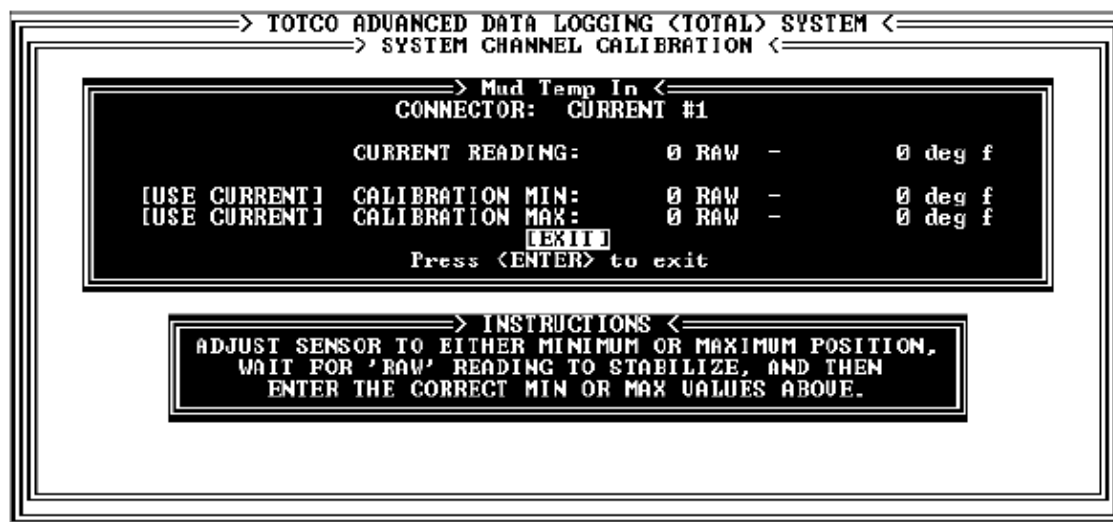 > TOTCO ADVANCED DATA LOGGING <TOTAL> SYSTEM <
> SYSTEM CHANNEL CALIBRATION <
> Mud Temp In <
CONNECTOR: CURRENT #1
CURRENT READING: 0 RAW - 0 deg f
[USE CURRENT] CALIBRATION MIN: 0 RAW - 0 deg f
[USE CURRENT] CALIBRATION MAX: 0 RAW - 0 deg f
[EXIT]
Press <ENTER> to exit
> INSTRUCTIONS <
ADJUST SENSOR TO EITHER MINIMUM OR MAXIMUM POSITION,
WAIT FOR 'RAW' READING TO STABILIZE, AND THEN
ENTER THE CORRECT MIN OR MAX VALUES ABOVE.